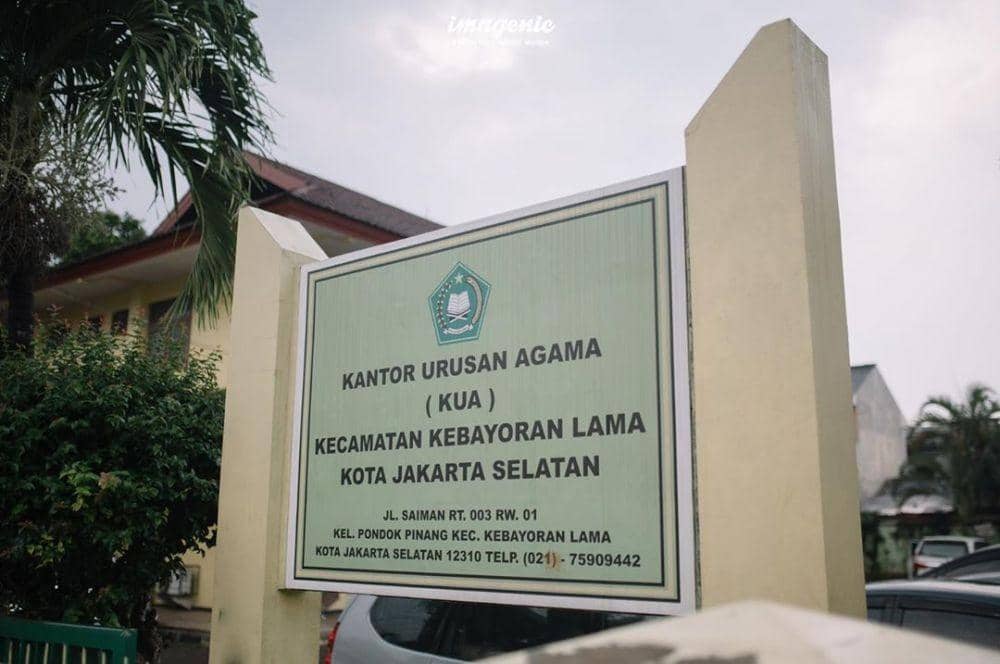 imagenic
KANTOR URUSAN AGAMA
( KUA )
KECAMATAN KEBAYORAN LAMA
KOTA JAKARTA SELATAN
JL. SAIMAN RT. 003 RW. 01
KEL. PONDOK PINANG KEC. KEBAYORAN LAMA
KOTA JAKARTA SELATAN 12310 TELP. (021) - 75909442